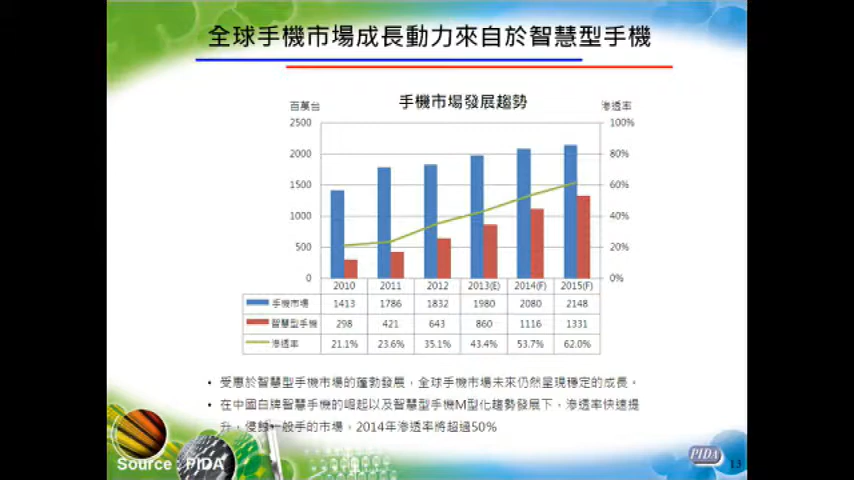 全球手機市場成長動力來自於智慧型手機
手機市場發展趨勢
百萬台 滲透率
2500 100%
2000 80%
1500 60%
1000 40%
500 20%
0 0%
2010 2011 2012 2013(E) 2014(F) 2015(F)
手機市場 1413 1786 1832 1980 2080 2148
智慧型手機 298 421 643 860 1116 1331
滲透率 21.1% 23.6% 35.1% 43.4% 53.7% 62.0%
• 受惠於智慧型手機市場的蓬勃發展，全球手機市場未來仍然呈現穩定的成長。
• 在中國白牌智慧手機的崛起以及智慧型手機M型化趨勢發展下，滲透率快速提
升，侵蝕一般手的市場，2014年滲透率將超過50%
Source : PIDA
PIDA
13